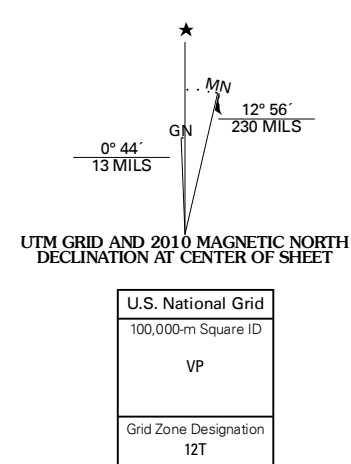 ★
MN
12° 56´
230 MILS
GN
0° 44´
13 MILS
UTM GRID AND 2010 MAGNETIC NORTH
DECLINATION AT CENTER OF SHEET
U.S. National Grid
100,000-m Square ID
VP
Grid Zone Designation
12T